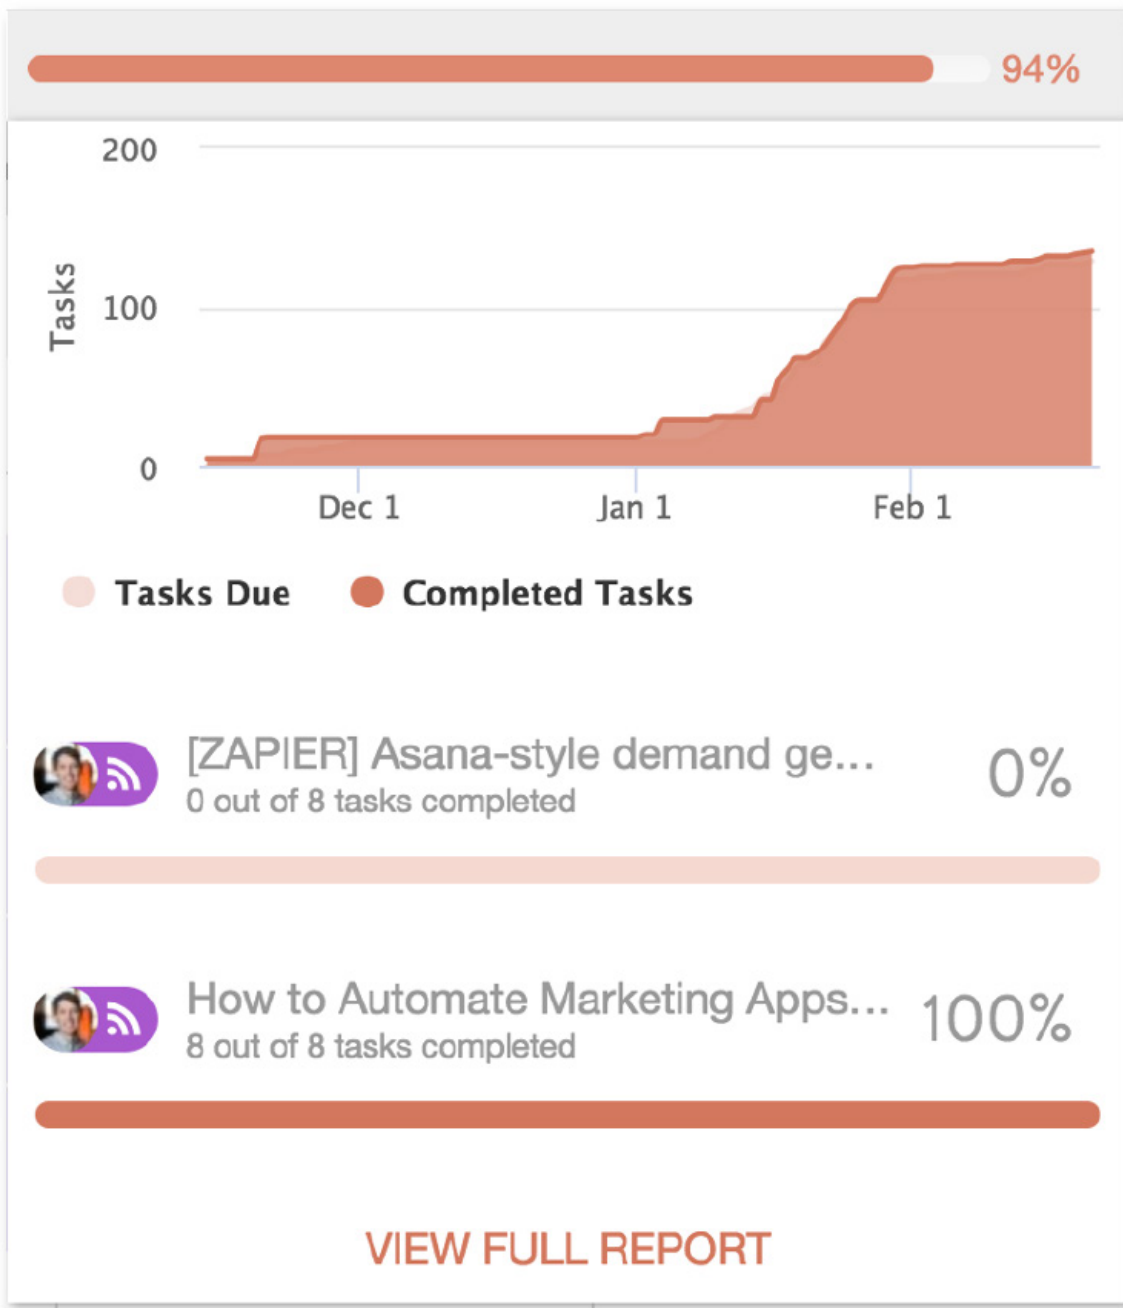 94%
200
Tasks
100
0
Dec 1 Jan 1 Feb 1
Tasks Due Completed Tasks
[ZAPIER] Asana-style demand ge...
0%
0 out of 8 tasks completed
How to Automate Marketing Apps...
100%
8 out of 8 tasks completed
VIEW FULL REPORT